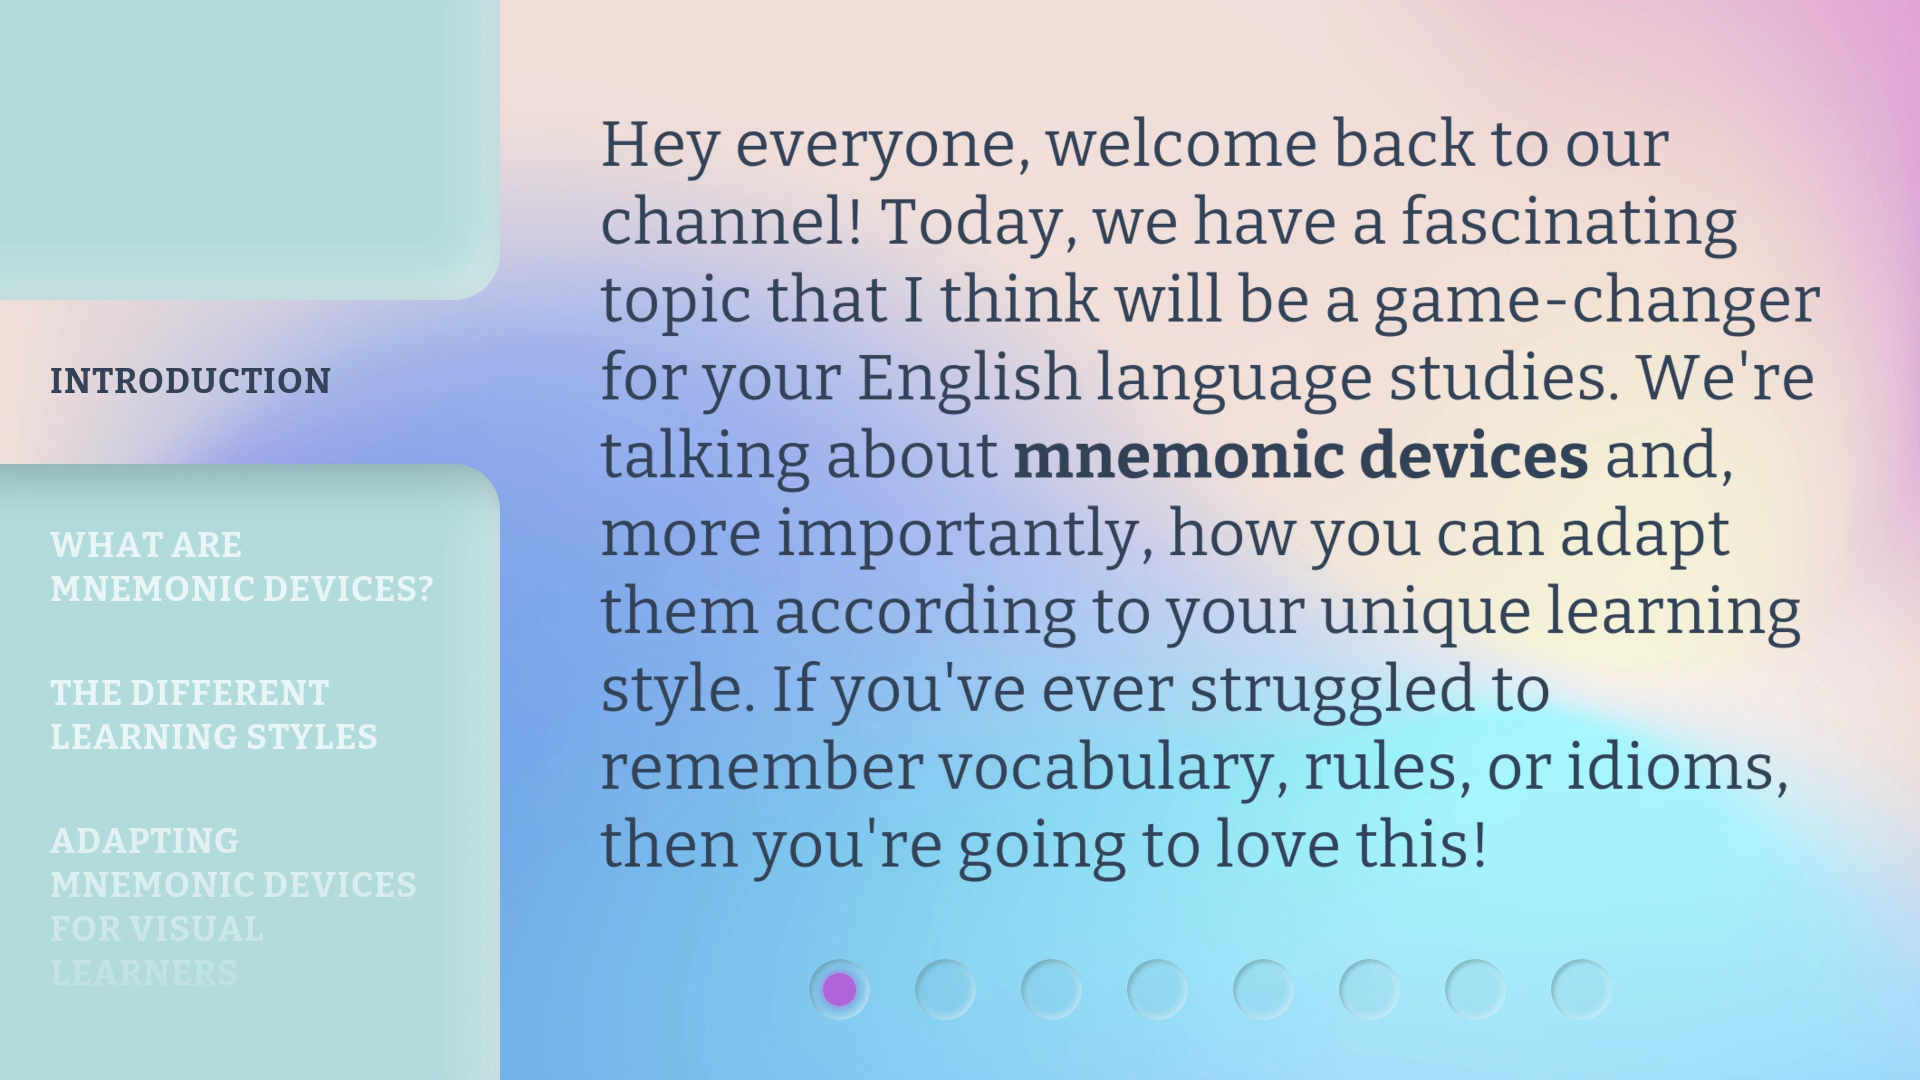 INTRODUCTION
WHAT ARE
MNEMONIC DEVICES?
THE DIFFERENT
LEARNING STYLES
ADAPTING
MNEMONIC DEVICES
FOR VISUAL
LEARNERS
Hey everyone, welcome back to our
channel! Today, we have a fascinating
topic that I think will be a game-changer
for your English language studies. We're
talking about mnemonic devices and,
more importantly, how you can adapt
them according to your unique learning
style. If you've ever struggled to
remember vocabulary, rules, or idioms,
then you're going to love this!